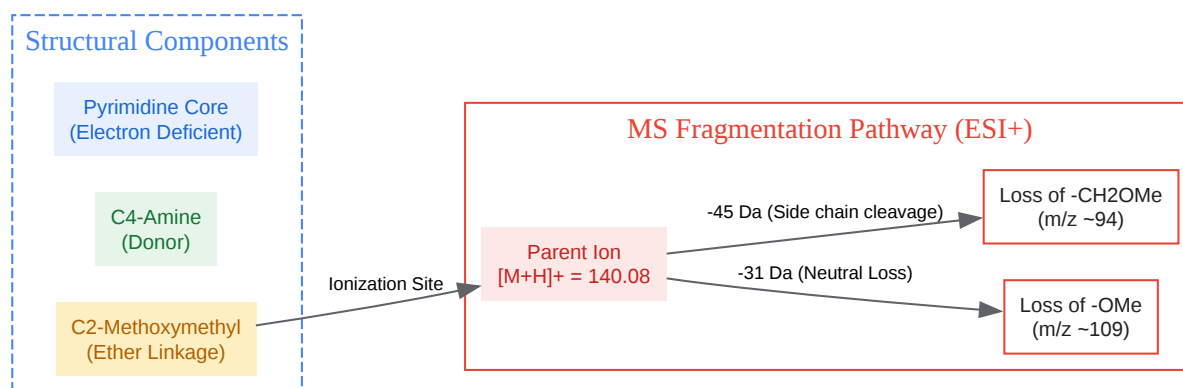 Structural Components
Pyrimidine Core
(Electron Deficient)
C4-Amine
(Donor)
C2-Methoxymethyl
(Ether Linkage)
Ionization Site
MS Fragmentation Pathway (ESI+)
Parent Ion
[M+H]+ = 140.08
-45 Da (Side chain cleavage)
-31 Da (Neutral Loss)
Loss of -CH2OMe
(m/z ~94)
Loss of -OMe
(m/z ~109)